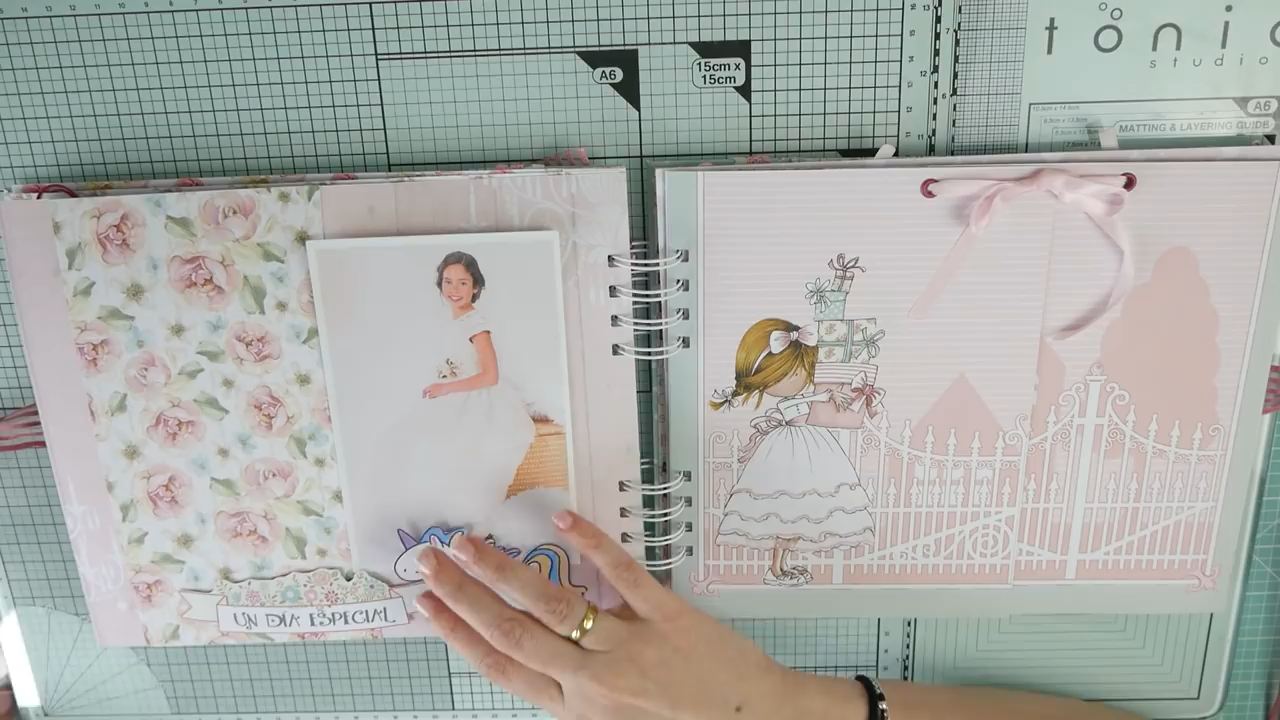 A6
15cm x
15cm
tonic
studio
A6
MATTING & LAYERING GUIDE
UN DÍA ESPECIAL